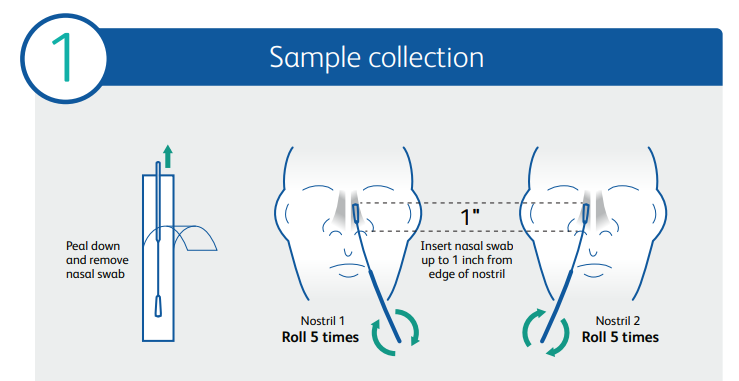 1
Sample collection
Peal down
and remove
nasal swab
1"
Insert nasal swab
up to 1 inch from
edge of nostril
Nostril 1
Roll 5 times
Nostril 2
Roll 5 times